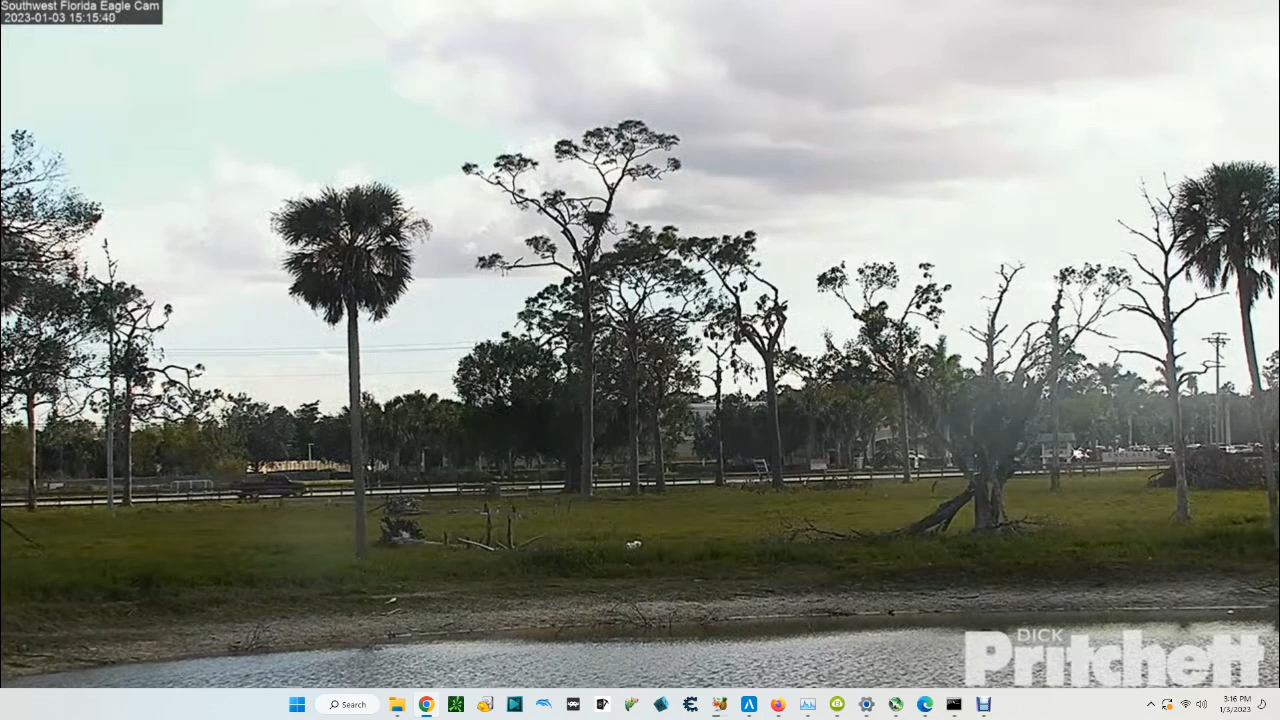 Southwest Florida Eagle Cam
2023-01-03 15:15:40
DICK
Pritchett
Search
3:16 PM
1/3/2023